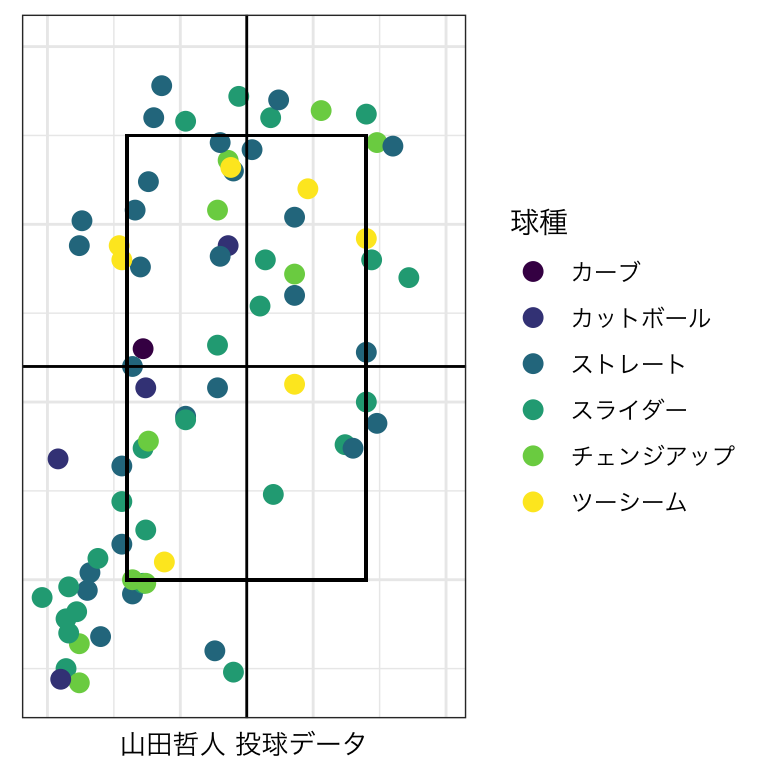 球種
カーブ
カットボール
ストレート
スライダー
チェンジアップ
ツーシーム
山田哲人 投球データ